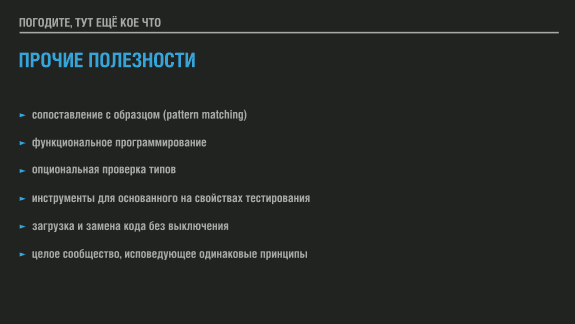 ПОГОДИТЕ, ТУТ ЕЩЁ КОЕ ЧТО
ПРОЧИЕ ПОЛЕЗНОСТИ
► сопоставление с образцом (pattern matching)
► функциональное программирование
► опциональная проверка типов
► инструменты для основанного на свойствах тестирования
► загрузка и замена кода без выключения
► целое сообщество, исповедующее одинаковые принципы